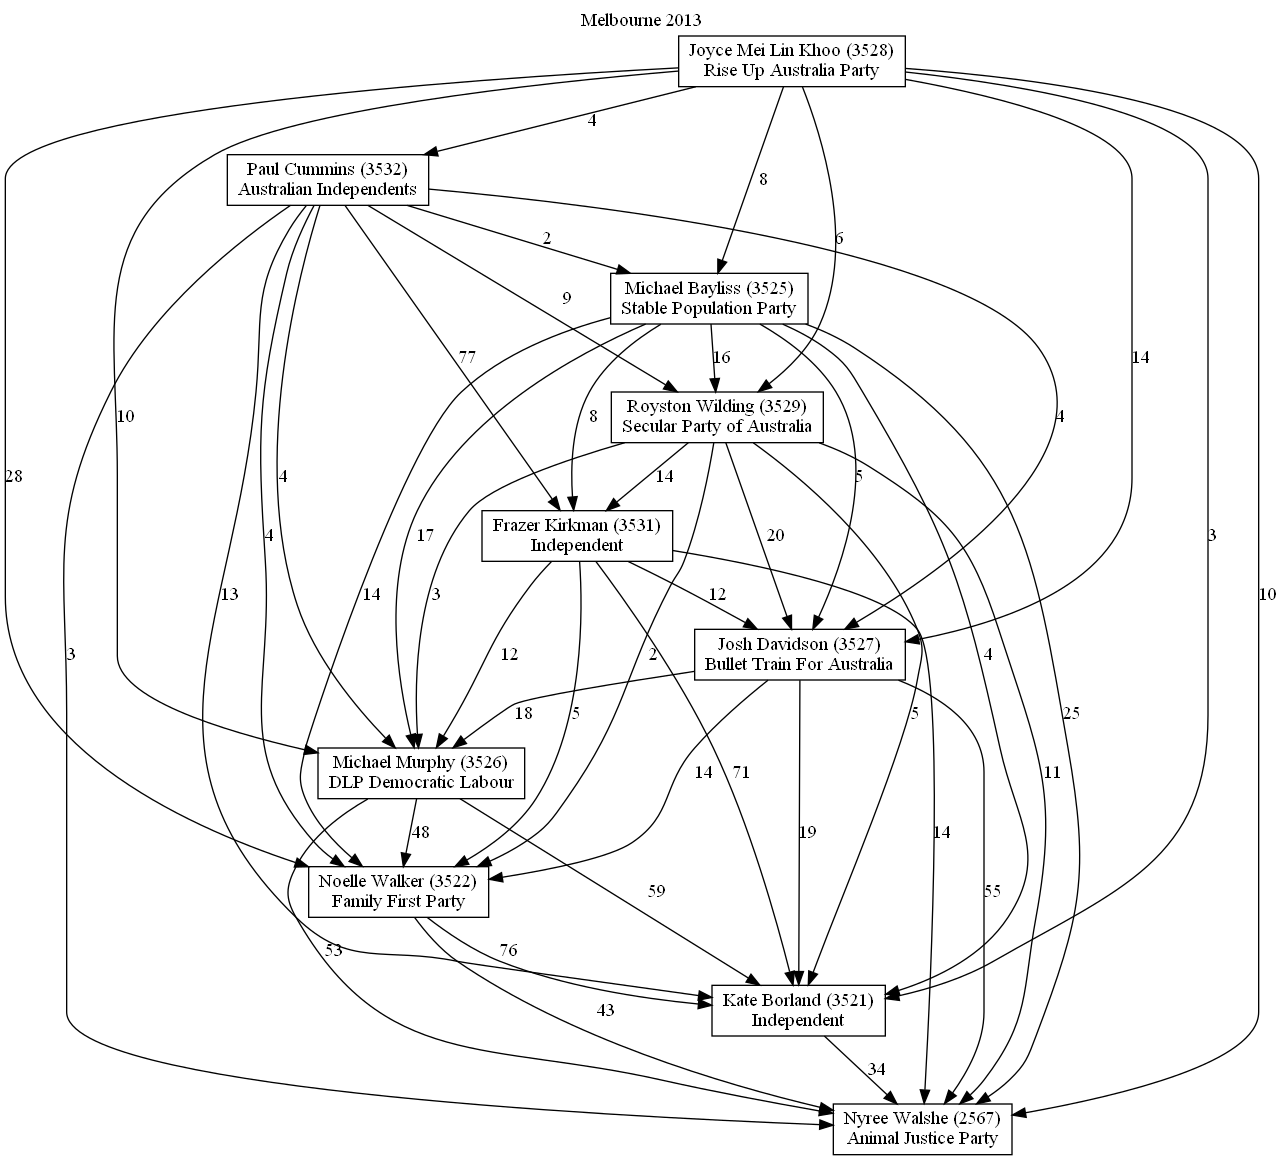 Melbourne 2013
Joyce Mei Lin Khoo (3528)
Rise Up Australia Party
4
Paul Cummins (3532)
Australian Independents
8
2
6
Michael Bayliss (3525)
Stable Population Party
9
77
16
14
Royston Wilding (3529)
Secular Party of Australia
10
8
4
28
4
14
5
Frazer Kirkman (3531)
Independent
4
17
20
3
13
14
3
12
10
Josh Davidson (3527)
Bullet Train For Australia
3
12
2
4
18
5
5
25
Michael Murphy (3526)
DLP Democratic Labour
14
71
11
48
19
14
Noelle Walker (3522)
Family First Party
59
55
53
76
Kate Borland (3521)
Independent
43
34
Nyree Walshe (2567)
Animal Justice Party